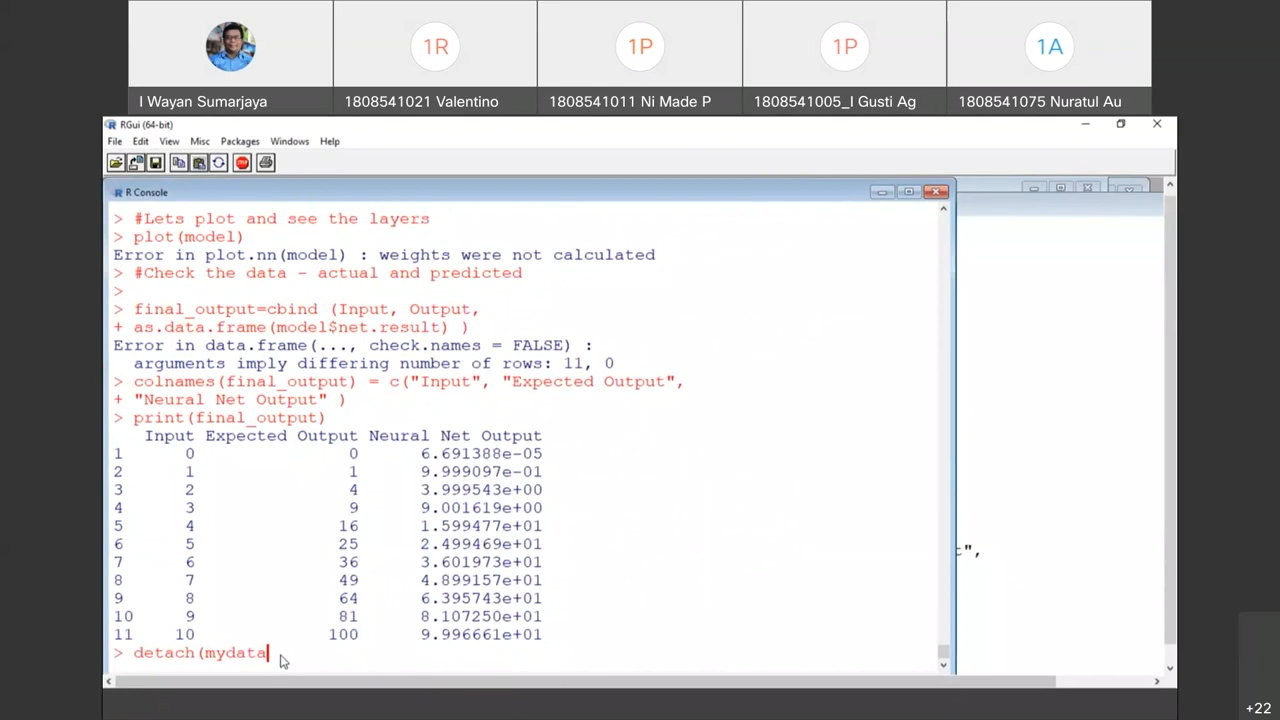 1R
1P
1P
1A
I Wayan Sumarjaya
1808541021 Valentino
1808541011 Ni Made P
1808541005_I Gusti Ag
1808541075 Nuratul Au
RGui (64-bit)
File Edit View Misc Packages Windows Help
STOP
R Console
> #Lets plot and see the layers
> plot(model)
Error in plot.nn(model) : weights were not calculated
> #Check the data - actual and predicted
>
> final_output=cbind (Input, Output,
+ as.data.frame(model$net.result) )
Error in data.frame(..., check.names = FALSE) :
arguments imply differing number of rows: 11, 0
> colnames(final_output) = c("Input", "Expected Output",
+ "Neural Net Output" )
> print(final_output)
Input Expected Output Neural Net Output
1 0 0 6.691388e-05
2 1 1 9.999097e-01
3 2 4 3.999543e+00
4 3 9 9.001619e+00
5 4 16 1.599477e+01
6 5 25 2.499469e+01
7 6 36 3.601973e+01
8 7 49 4.899157e+01
9 8 64 6.395743e+01
10 9 81 8.107250e+01
11 10 100 9.996661e+01
> detach(mydata
c",
+22